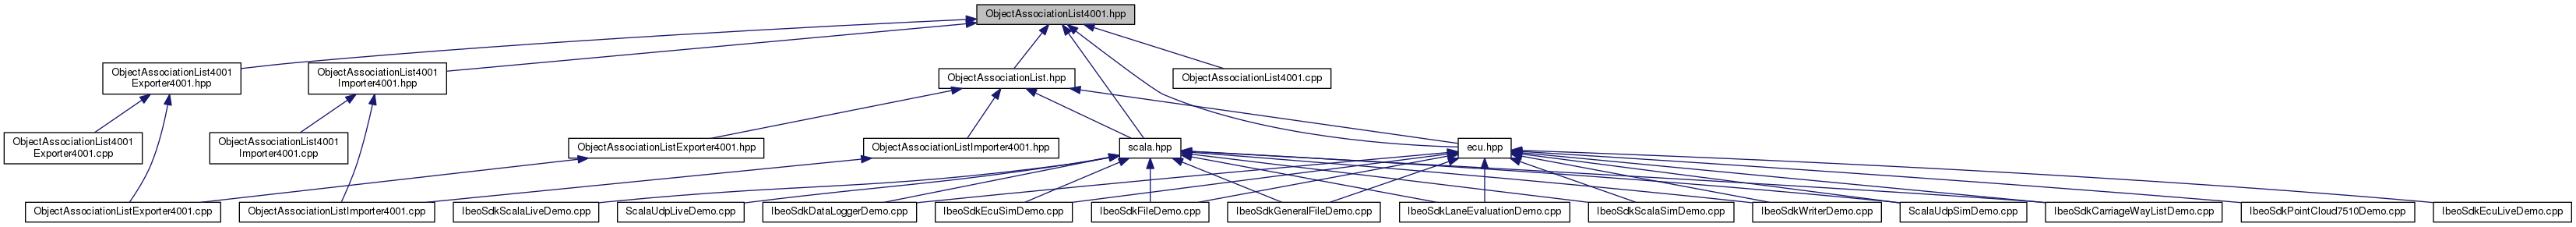 ObjectAssociationList4001.hpp
ObjectAssociationList4001
Exporter4001.hpp
ObjectAssociationList4001
Importer4001.hpp
ObjectAssociationList.hpp
ObjectAssociationList4001.cpp
ObjectAssociationList4001
Exporter4001.cpp
ObjectAssociationList4001
Importer4001.cpp
ObjectAssociationListExporter4001.hpp
ObjectAssociationListImporter4001.hpp
scala.hpp
ecu.hpp
ObjectAssociationListExporter4001.cpp
ObjectAssociationListImporter4001.cpp
IbeoSdkScalaLiveDemo.cpp
ScalaUdpLiveDemo.cpp
IbeoSdkDataLoggerDemo.cpp
IbeoSdkEcuSimDemo.cpp
IbeoSdkFileDemo.cpp
IbeoSdkGeneralFileDemo.cpp
IbeoSdkLaneEvaluationDemo.cpp
IbeoSdkScalaSimDemo.cpp
IbeoSdkWriterDemo.cpp
ScalaUdpSimDemo.cpp
IbeoSdkCarriageWayListDemo.cpp
IbeoSdkPointCloud7510Demo.cpp
IbeoSdkEcuLiveDemo.cpp